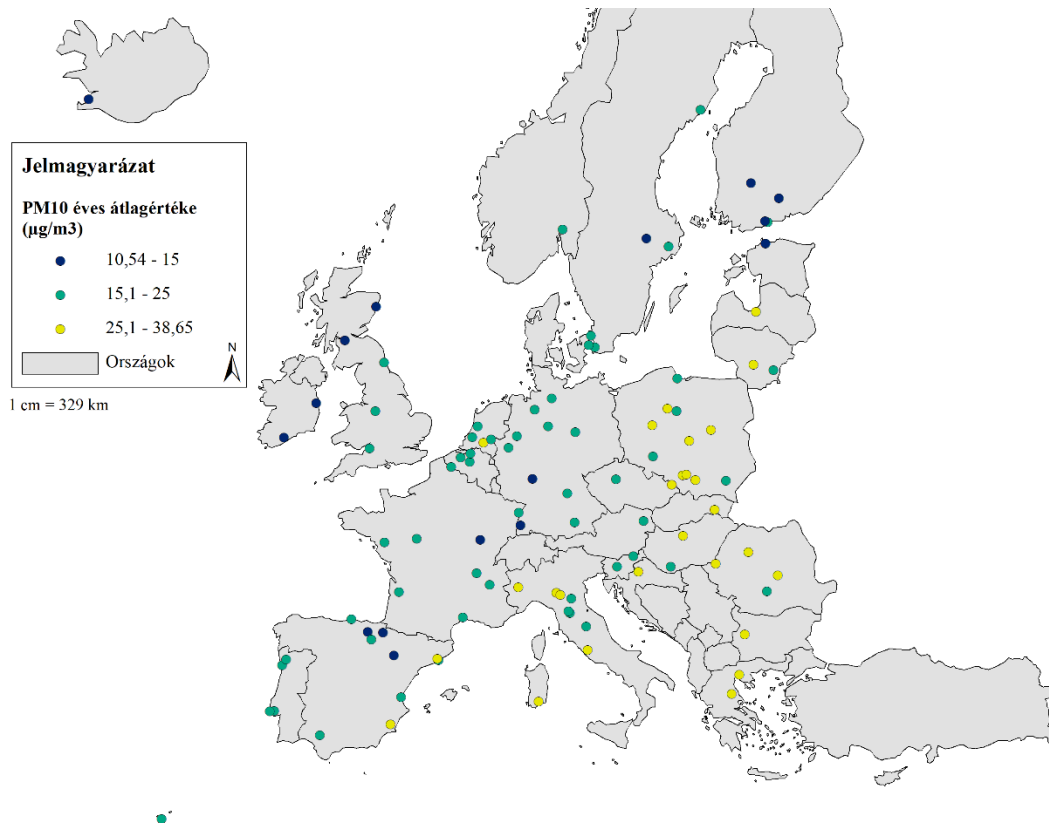 Jelmagyarázat
PM10 éves átlagértéke
(µg/m3)
10,54 - 15
15,1 - 25
25,1 - 38,65
Országok
N
1 cm = 329 km